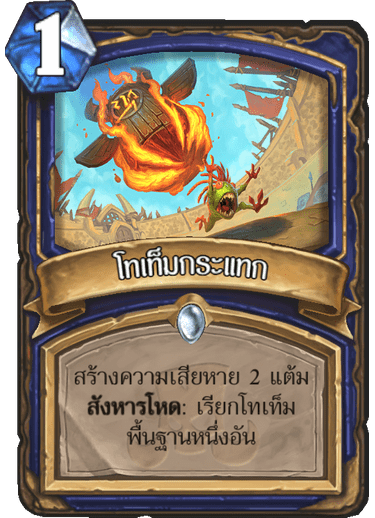 1
โทเท็มกระแทก
สร้างความเสียหาย 2 แต้ม
สังหารโหด: เรียกโทเท็ม
พื้นฐานหนึ่งอัน